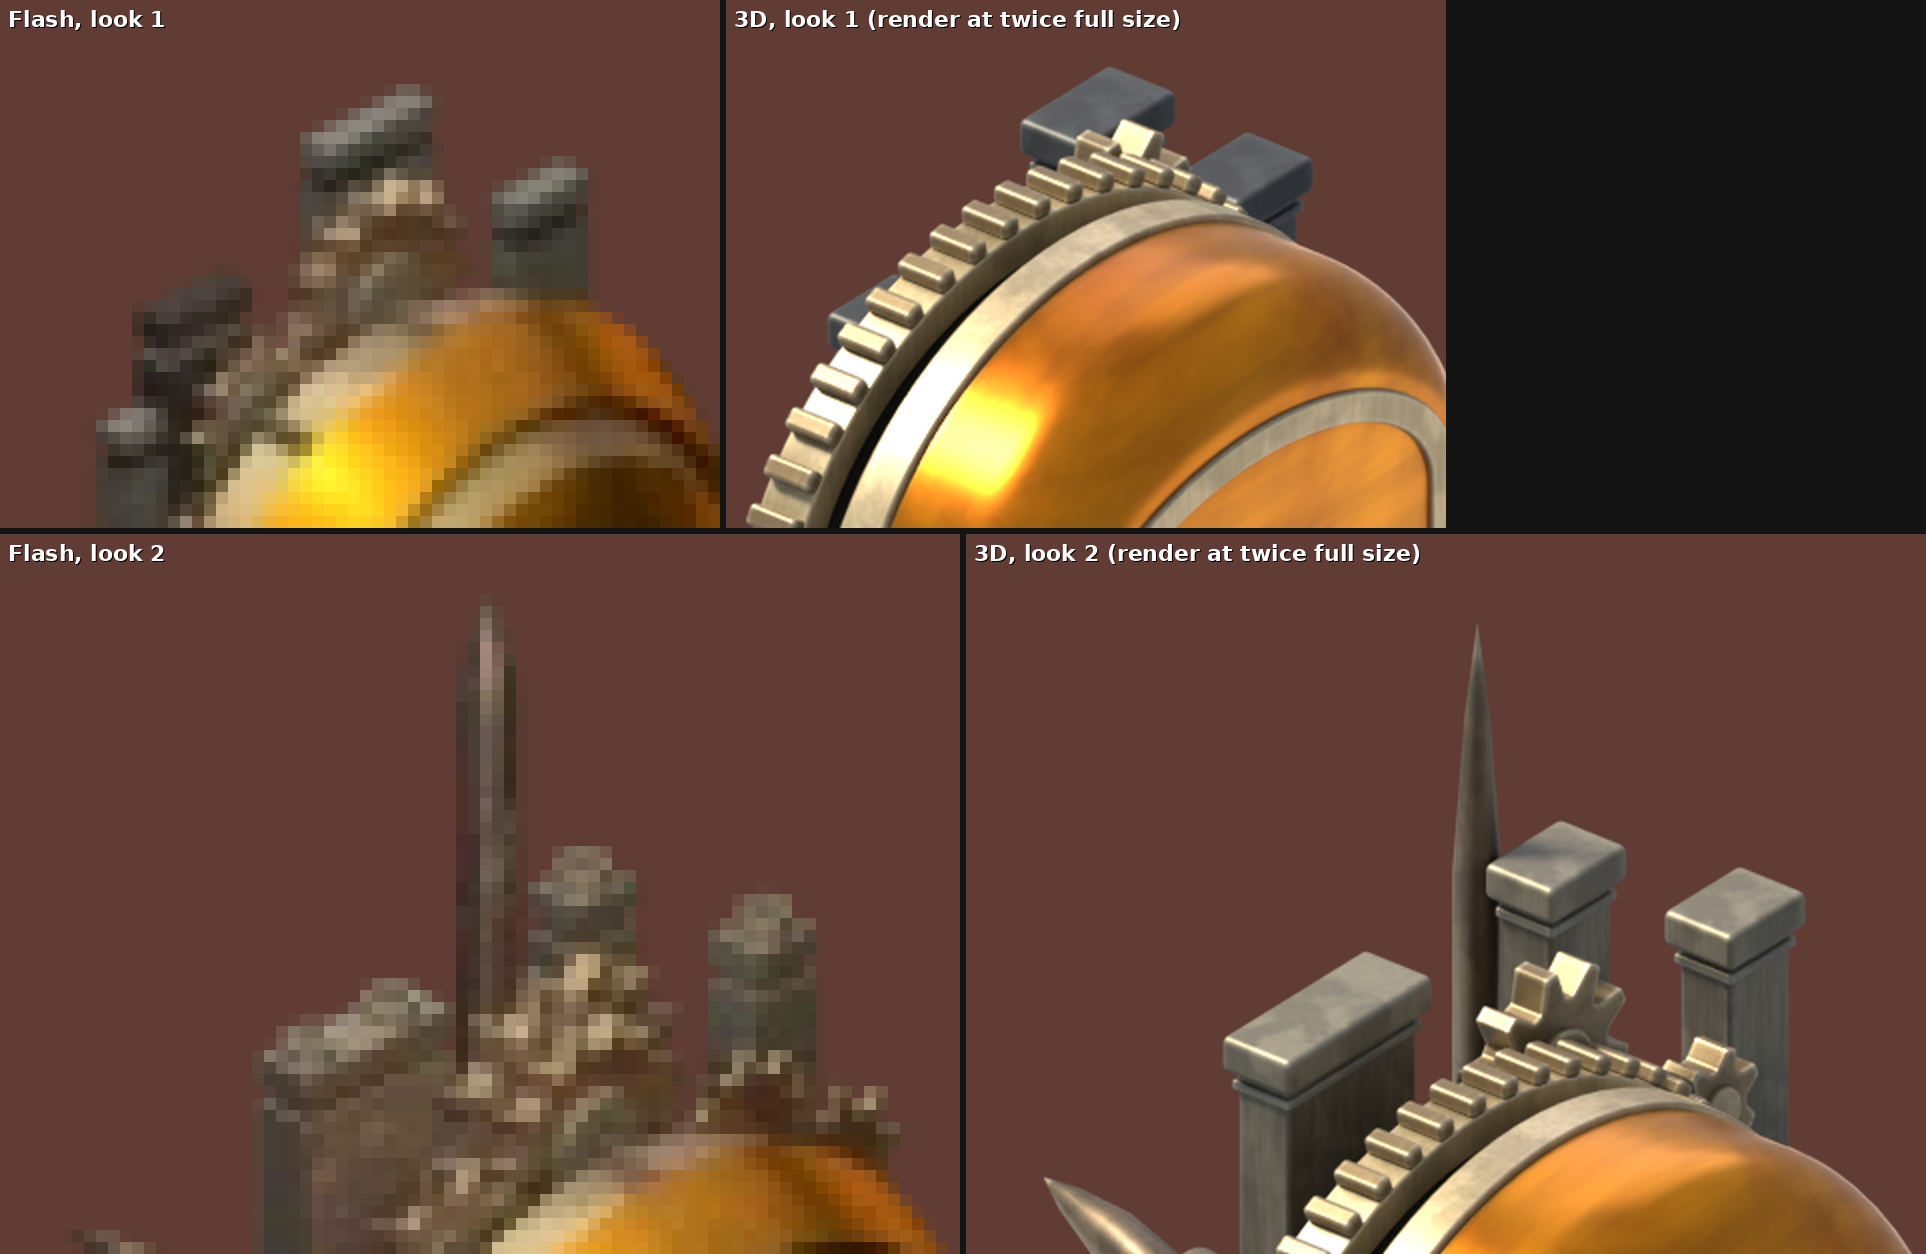 Flash, look 1
3D, look 1 (render at twice full size)
Flash, look 2
3D, look 2 (render at twice full size)